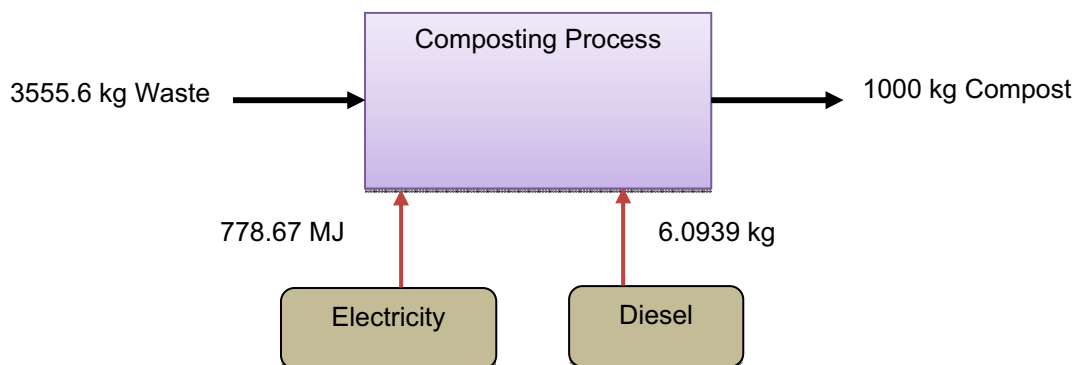 Composting Process
3555.6 kg Waste
1000 kg Compost
778.67 MJ
6.0939 kg
Electricity
Diesel